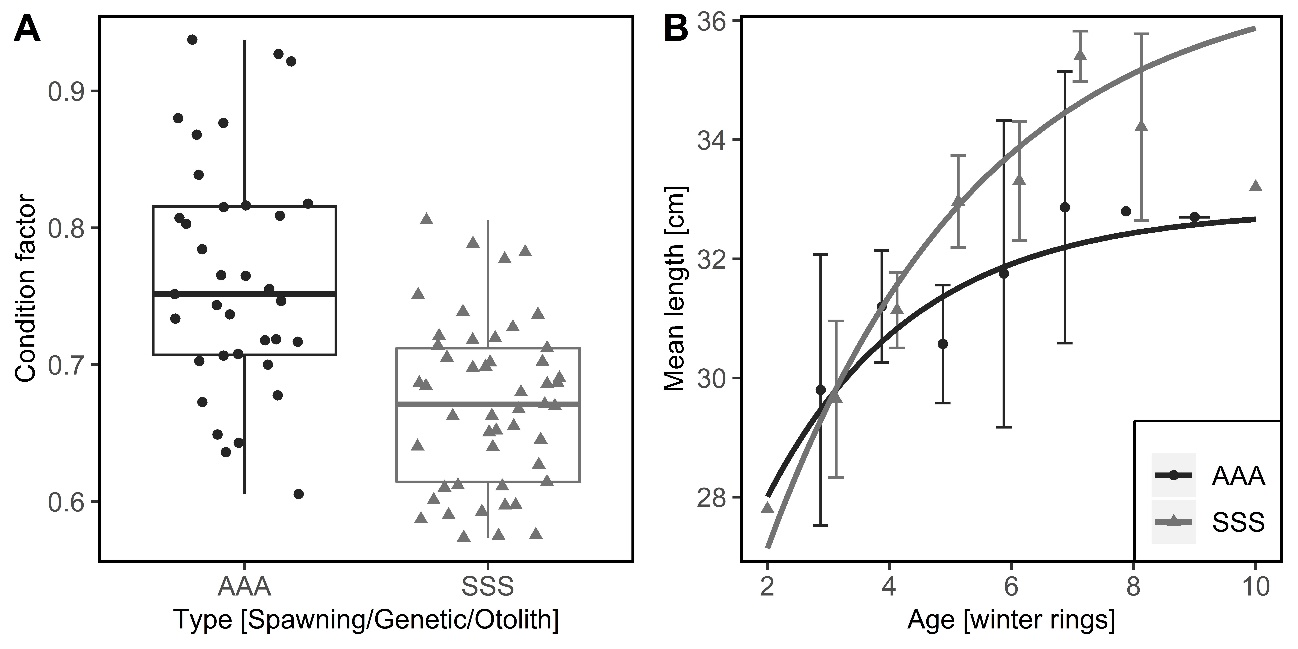 A
Condition factor
0.9
0.8
0.7
0.6
AAA
SSS
Type [Spawning/Genetic/Otolith]
B
Mean length [cm]
36
34
32
30
28
2
4
6
8
10
Age [winter rings]
AAA
SSS